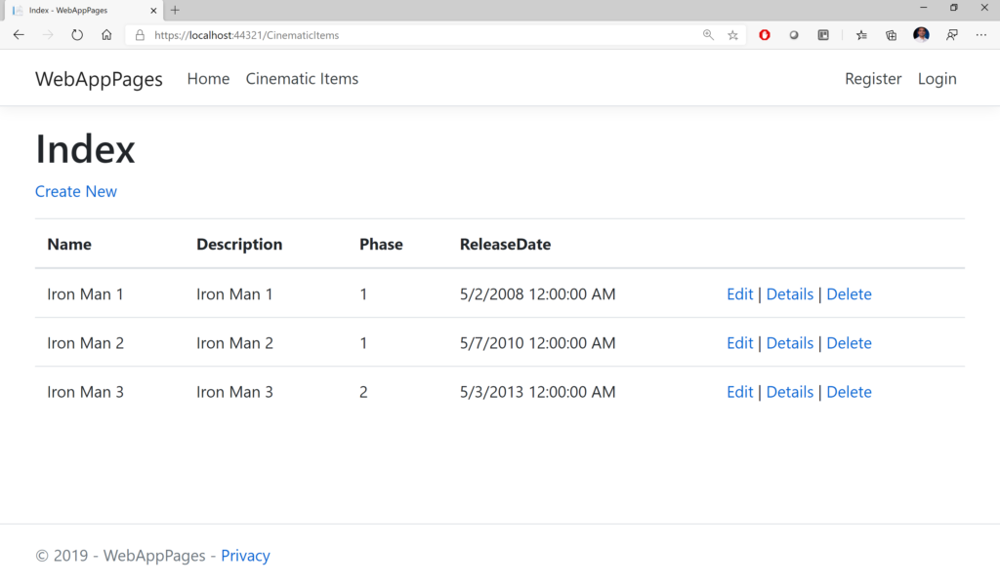 Index - WebAppPages
https://localhost:44321/CinematicItems
WebAppPages Home Cinematic Items Register Login
Index
Create New
Name Description Phase ReleaseDate
Iron Man 1 Iron Man 1 1 5/2/2008 12:00:00 AM Edit | Details | Delete
Iron Man 2 Iron Man 2 1 5/7/2010 12:00:00 AM Edit | Details | Delete
Iron Man 3 Iron Man 3 2 5/3/2013 12:00:00 AM Edit | Details | Delete
© 2019 - WebAppPages - Privacy